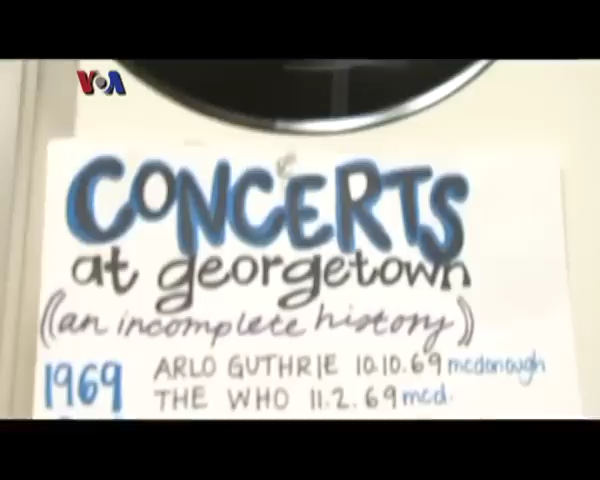 VOA
CONCERTS
at georgetown
(an incomplete history)
1969 ARLO GUTHRIE 10.10.69 mcdonough
THE WHO 11.2.69 mcd.